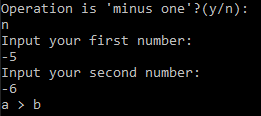 Operation is 'minus one'?(y/n):
n
Input your first number:
-5
Input your second number:
-6
a > b